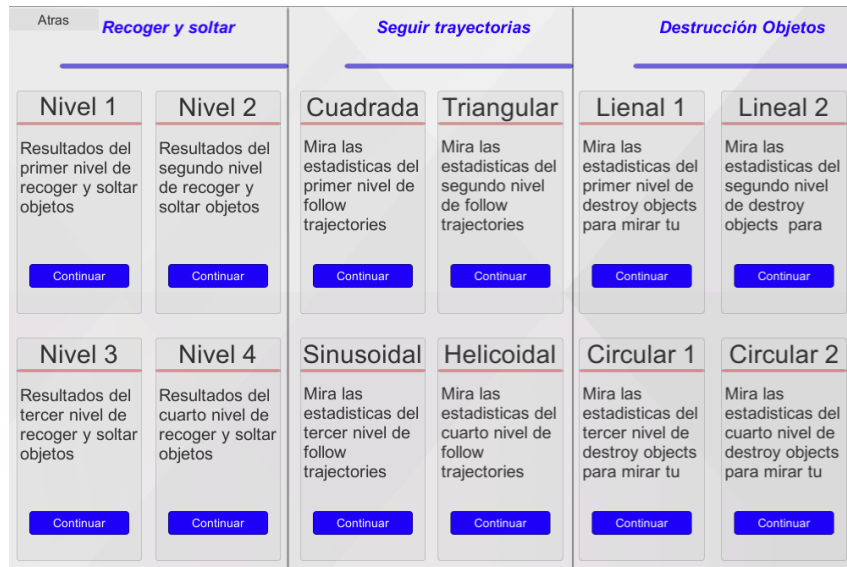 Atras
Recoger y soltar
Seguir trayectorias
Destrucción Objetos
Nivel 1
Resultados del
primer nivel de
recoger y soltar
objetos
Continuar
Nivel 2
Resultados del
segundo nivel
de recoger y
soltar objetos
Continuar
Cuadrada
Mira las
estadisticas del
primer nivel de
follow
trajectories
Continuar
Triangular
Mira las
estadisticas del
segundo nivel
de follow
trajectories
Continuar
Lienal 1
Mira las
estadisticas del
primer nivel de
destroy objects
para mirar tu
Continuar
Lineal 2
Mira las
estadisticas del
segundo nivel
de destroy
objects para
Continuar
Nivel 3
Resultados del
tercer nivel de
recoger y soltar
objetos
Continuar
Nivel 4
Resultados del
cuarto nivel de
recoger y soltar
objetos
Continuar
Sinusoidal
Mira las
estadisticas del
tercer nivel de
follow
trajectories
Continuar
Helicoidal
Mira las
estadisticas del
cuarto nivel de
follow
trajectories
Continuar
Circular 1
Mira las
estadisticas del
tercer nivel de
destroy objects
para mirar tu
Continuar
Circular 2
Mira las
estadisticas del
cuarto nivel de
destroy objects
para mirar tu
Continuar